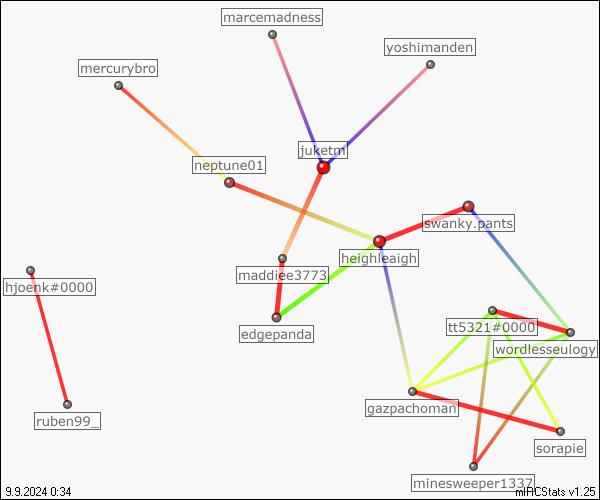 marcemadness
yoshimanden
mercurybro
juketm
neptune01
swanky.pants
heighleaigh
maddiee3773
hjoenk#0000
edgepanda
tt5321#0000
wordlesseulogy
gazpachoman
ruben99_
sorapie
minesweeper1337
9.9.2024 0:34
mIRCStats v1.25